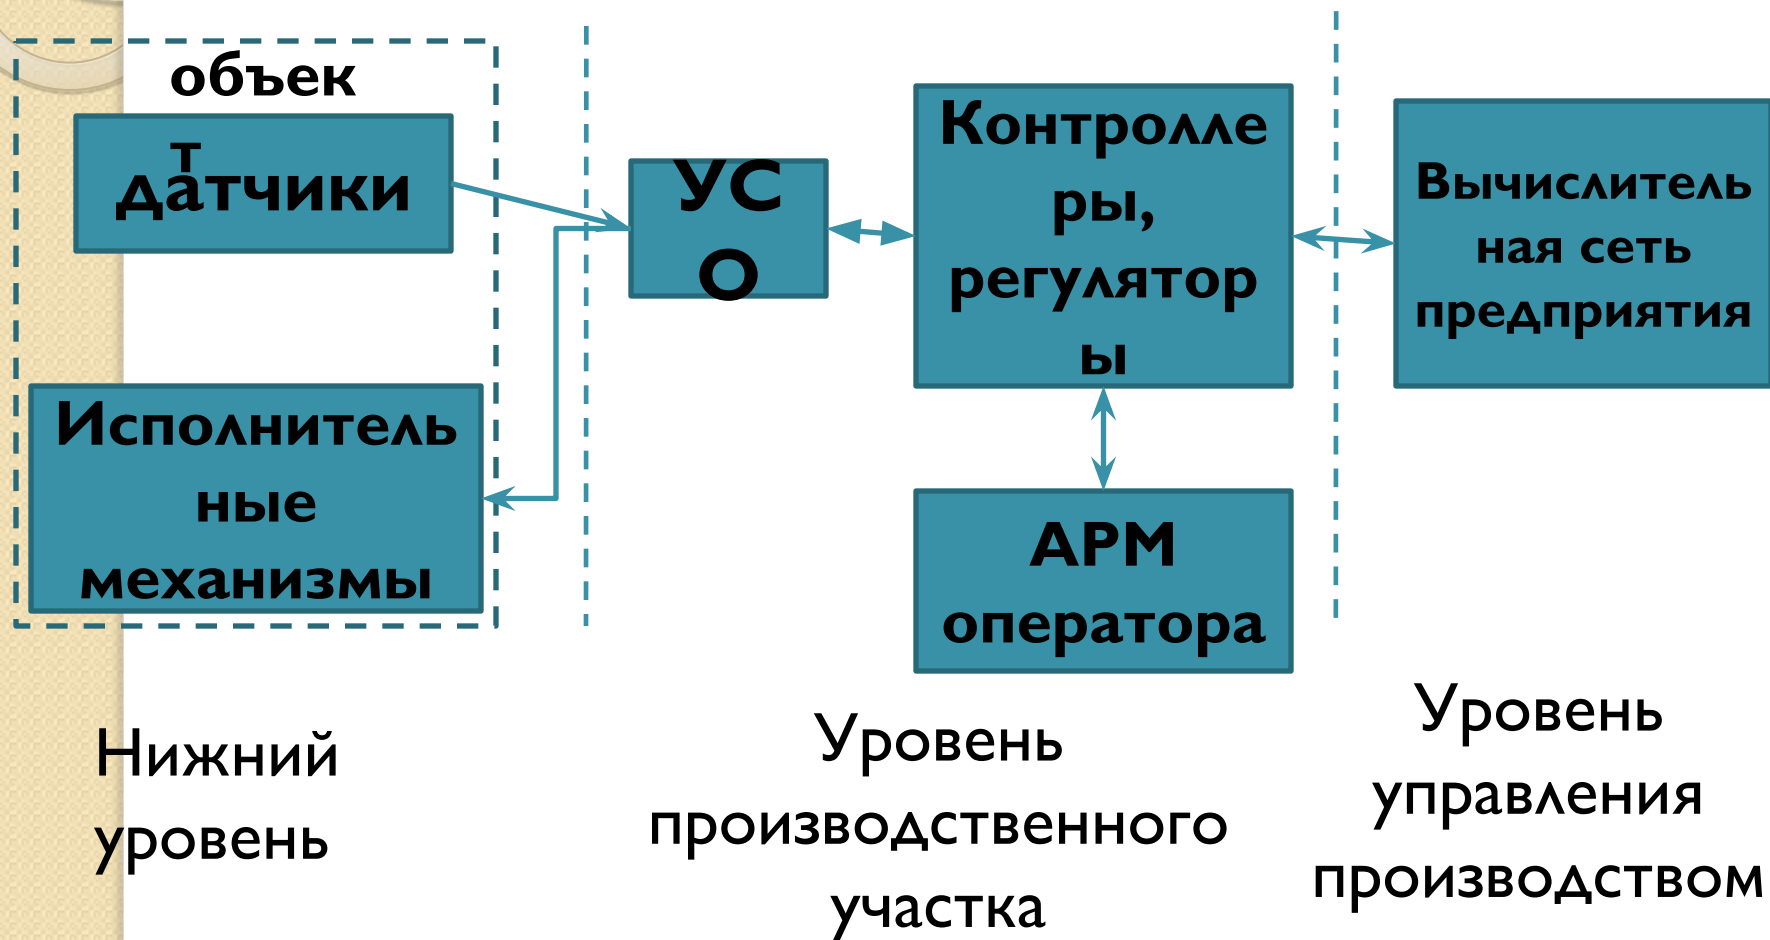 объек
т
датчики
Исполнитель
ные
механизмы
УС
О
Контролле
ры,
регулятор
ы
АРМ
оператора
Вычислитель
ная сеть
предприятия
Нижний
уровень
Уровень
производственного
участка
Уровень
управления
производством